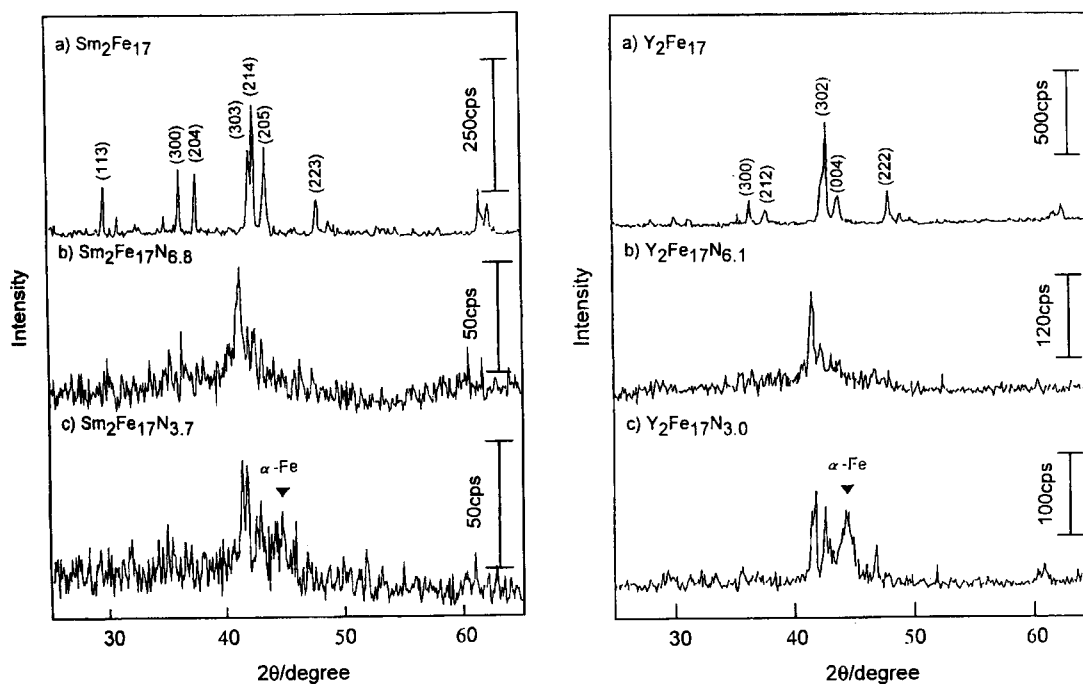 a) Sm2Fe17
(113)
(300)
(204)
(303)
(214)
(205)
(223)
250cps
b) Sm2Fe17N6.8
50cps
c) Sm2Fe17N3.7
α-Fe
50cps
Intensity
30 40 50 60
2θ/degree
a) Y2Fe17
(300)
(212)
(302)
(004)
(222)
500cps
b) Y2Fe17N6.1
120cps
c) Y2Fe17N3.0
α-Fe
100cps
Intensity
30 40 50 60
2θ/degree